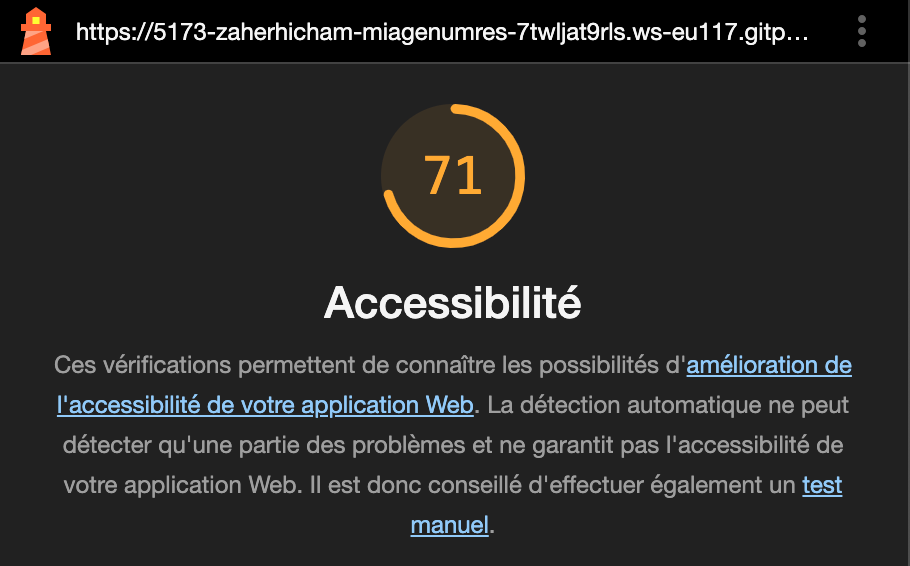 https://5173-zaherhicham-miagenumres-7twljat9rls.ws-eu117.gitp…
71
Accessibilité
Ces vérifications permettent de connaître les possibilités d'amélioration de
l'accessibilité de votre application Web. La détection automatique ne peut
détecter qu'une partie des problèmes et ne garantit pas l'accessibilité de
votre application Web. Il est donc conseillé d'effectuer également un test
manuel.